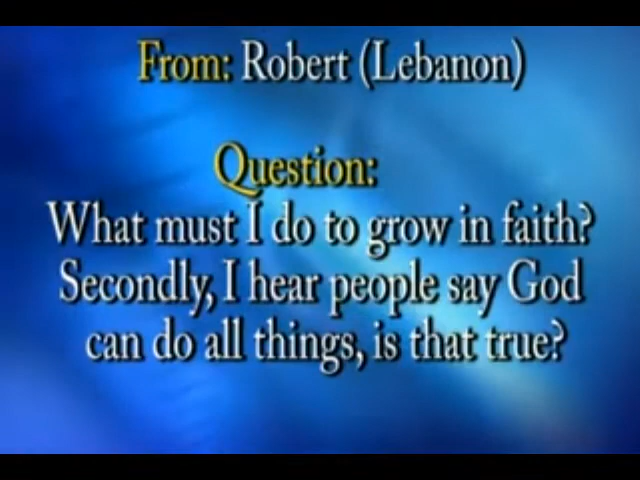 From: Robert (Lebanon)
Question:
What must I do to grow in faith?
Secondly, I hear people say God
can do all things, is that true?